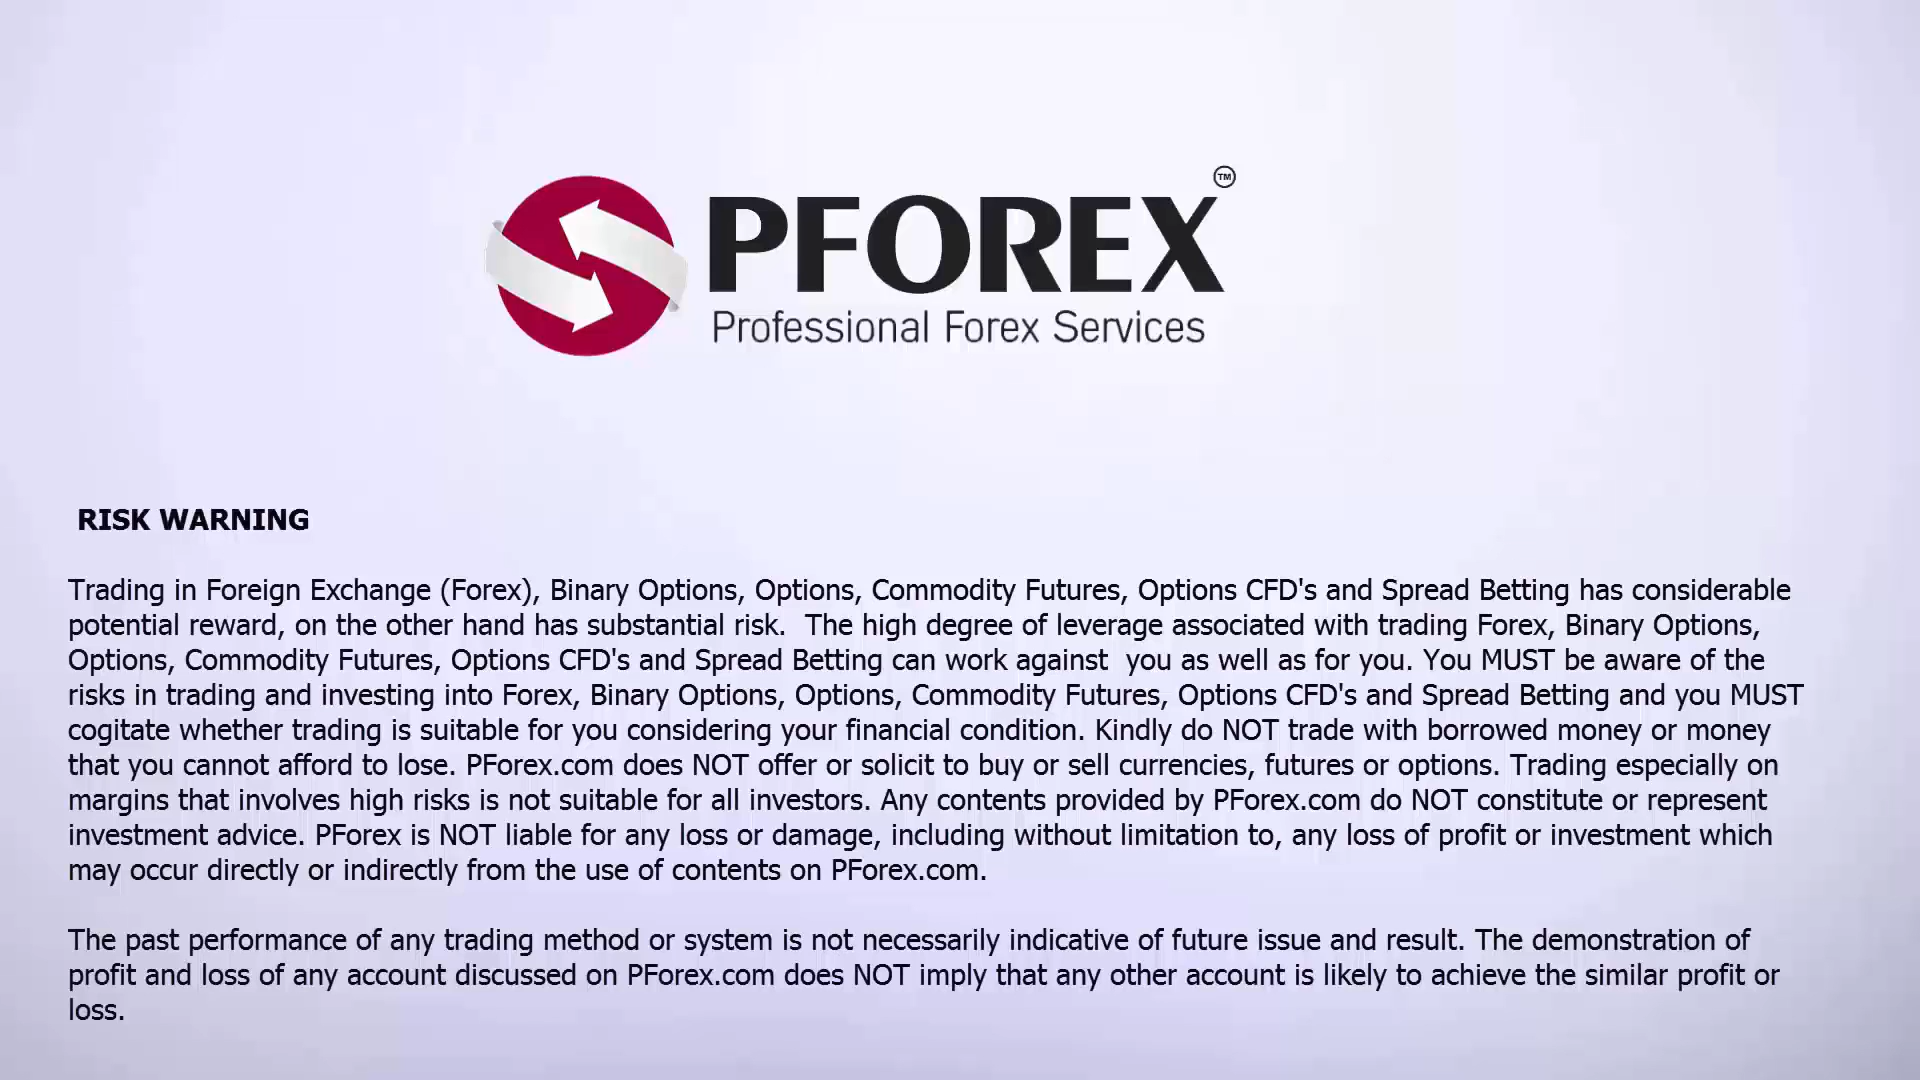 TM
PFOREX
Professional Forex Services
RISK WARNING
Trading in Foreign Exchange (Forex), Binary Options, Options, Commodity Futures, Options CFD's and Spread Betting has considerable
potential reward, on the other hand has substantial risk.  The high degree of leverage associated with trading Forex, Binary Options,
Options, Commodity Futures, Options CFD's and Spread Betting can work against  you as well as for you. You MUST be aware of the
risks in trading and investing into Forex, Binary Options, Options, Commodity Futures, Options CFD's and Spread Betting and you MUST
cogitate whether trading is suitable for you considering your financial condition. Kindly do NOT trade with borrowed money or money
that you cannot afford to lose. PForex.com does NOT offer or solicit to buy or sell currencies, futures or options. Trading especially on
margins that involves high risks is not suitable for all investors. Any contents provided by PForex.com do NOT constitute or represent
investment advice. PForex is NOT liable for any loss or damage, including without limitation to, any loss of profit or investment which
may occur directly or indirectly from the use of contents on PForex.com.
The past performance of any trading method or system is not necessarily indicative of future issue and result. The demonstration of
profit and loss of any account discussed on PForex.com does NOT imply that any other account is likely to achieve the similar profit or
loss.